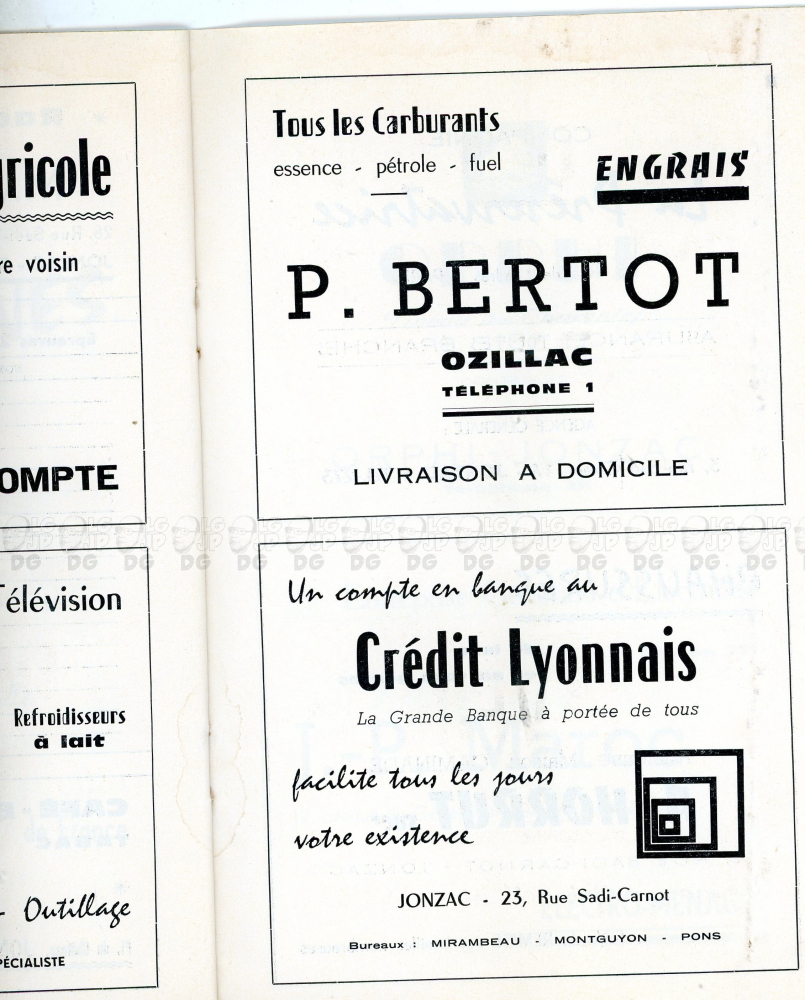 re voisin
OMPTE
Télévision
Refroidisseurs
à lait
- Outillage
Tous les Carburants
essence - pétrole - fuel
ENGRAIS
P. BERTOT
OZILLAC
TÉLÉPHONE 1
LIVRAISON A DOMICILE
Un compte en banque au
Crédit Lyonnais
La Grande Banque à portée de tous
facilite tous les jours
votre existence
JONZAC - 23, Rue Sadi-Carnot
Bureaux : MIRAMBEAU - MONTGUYON - PONS